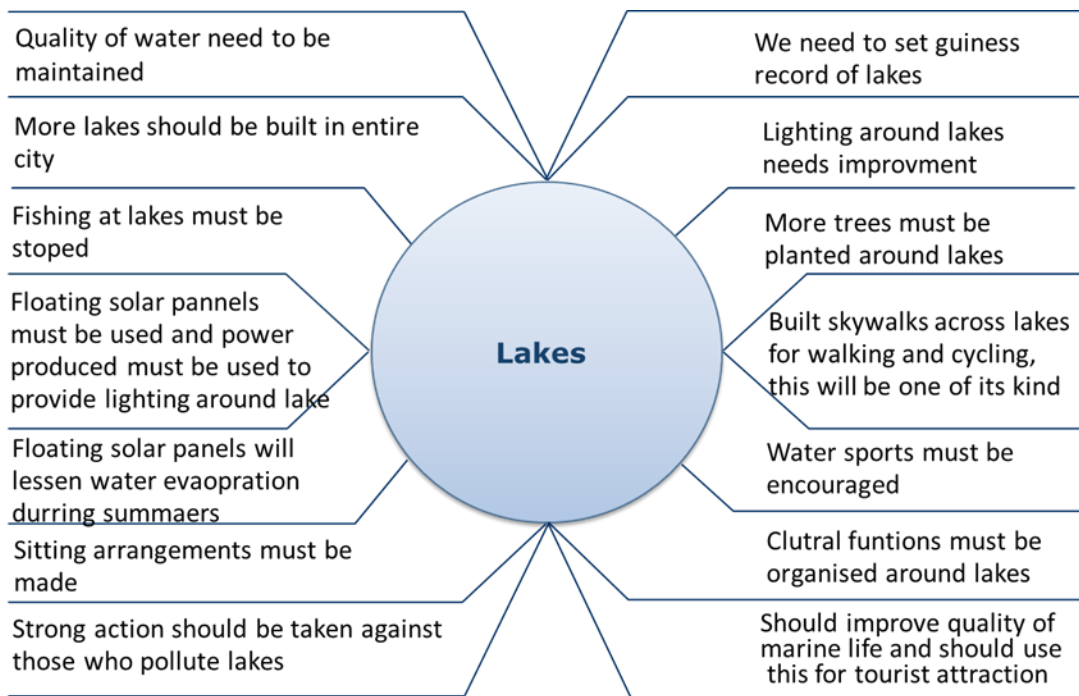 Quality of water need to be
maintained
More lakes should be built in entire
city
Fishing at lakes must be
stoped
Floating solar pannels
must be used and power
produced must be used to
provide lighting around lake
Floating solar panels will
lessen water evaopration
durring summaers
Sitting arrangements must be
made
Strong action should be taken against
those who pollute lakes
Lakes
We need to set guiness
record of lakes
Lighting around lakes
needs improvment
More trees must be
planted around lakes
Built skywalks across lakes
for walking and cycling,
this will be one of its kind
Water sports must be
encouraged
Clutral funtions must be
organised around lakes
Should improve quality of
marine life and should use
this for tourist attraction